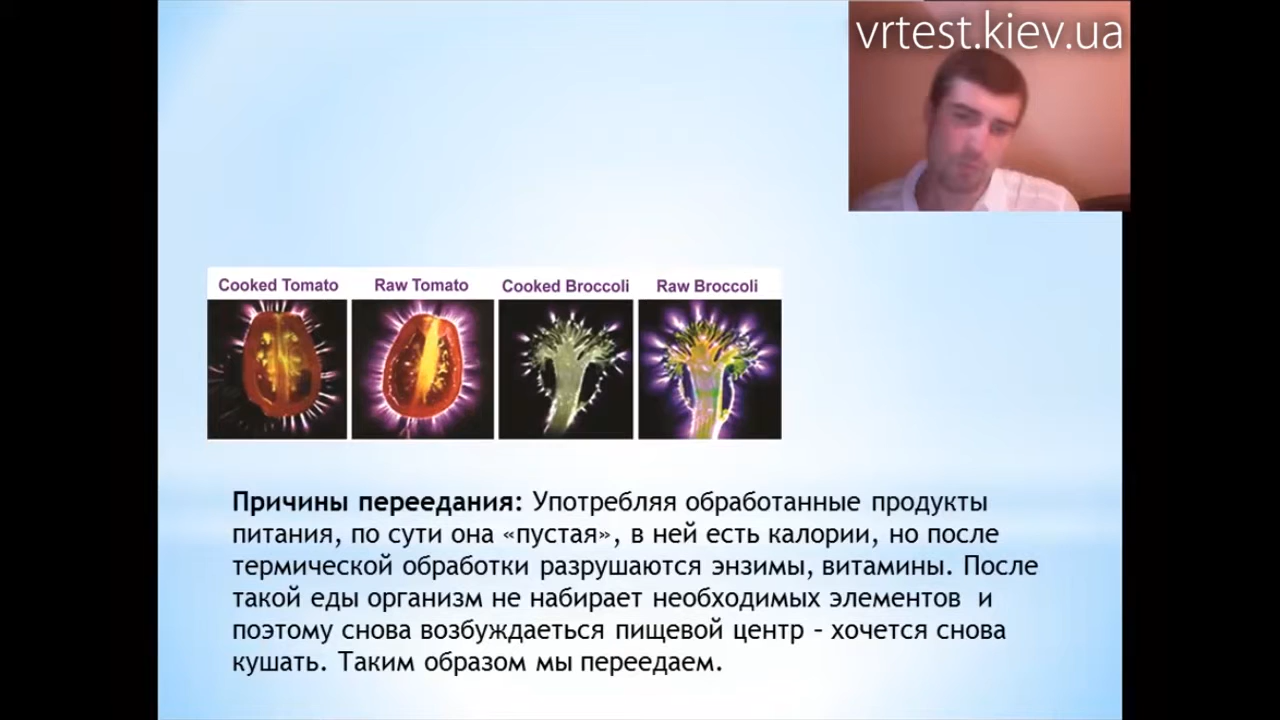 vrtest.kiev.ua
Cooked Tomato Raw Tomato Cooked Broccoli Raw Broccoli
Причины переедания: Употребляя обработанные продукты
питания, по сути она «пустая», в ней есть калории, но после
термической обработки разрушаются энзимы, витамины. После
такой еды организм не набирает необходимых элементов и
поэтому снова возбуждаеться пищевой центр – хочется снова
кушать. Таким образом мы переедаем.